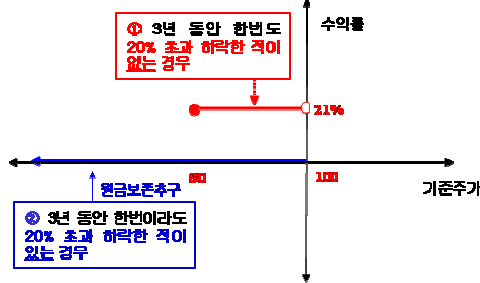 ① 3년 동안 한번도
20% 초과 하락한 적이
없는 경우
수익률
21%
80
100
원금보존추구
기준주가
② 3년 동안 한번이라도
20% 초과 하락한 적이
있는 경우